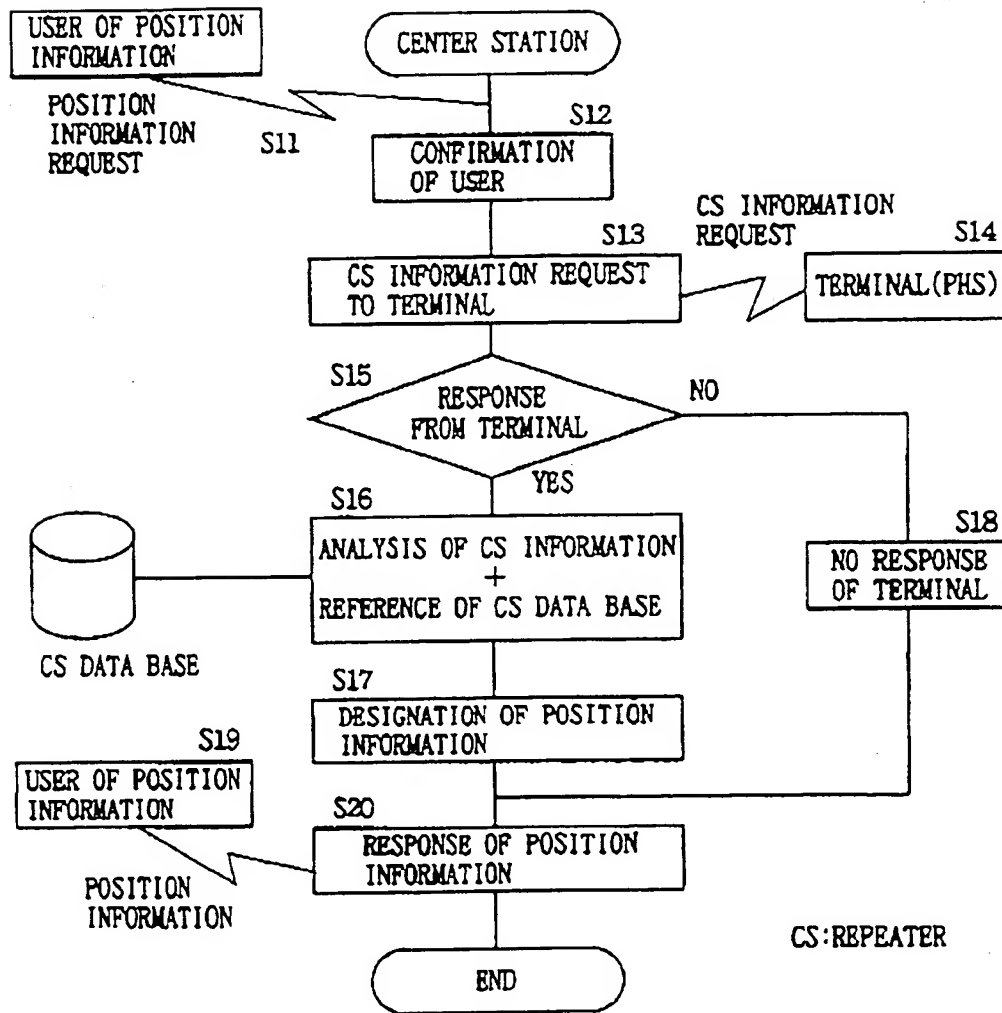 USER OF POSITION
INFORMATION
CENTER STATION
POSITION
INFORMATION
REQUEST
S11
S12
CONFIRMATION
OF USER
CS INFORMATION
REQUEST
S13
CS INFORMATION REQUEST
TO TERMINAL
S14
TERMINAL(PHS)
S15
RESPONSE
FROM TERMINAL
NO
YES
S16
ANALYSIS OF CS INFORMATION
+
REFERENCE OF CS DATA BASE
CS DATA BASE
S18
NO RESPONSE
OF TERMINAL
S17
DESIGNATION OF POSITION
INFORMATION
S19
USER OF POSITION
INFORMATION
S20
RESPONSE OF POSITION
INFORMATION
POSITION
INFORMATION
CS:REPEATER
END